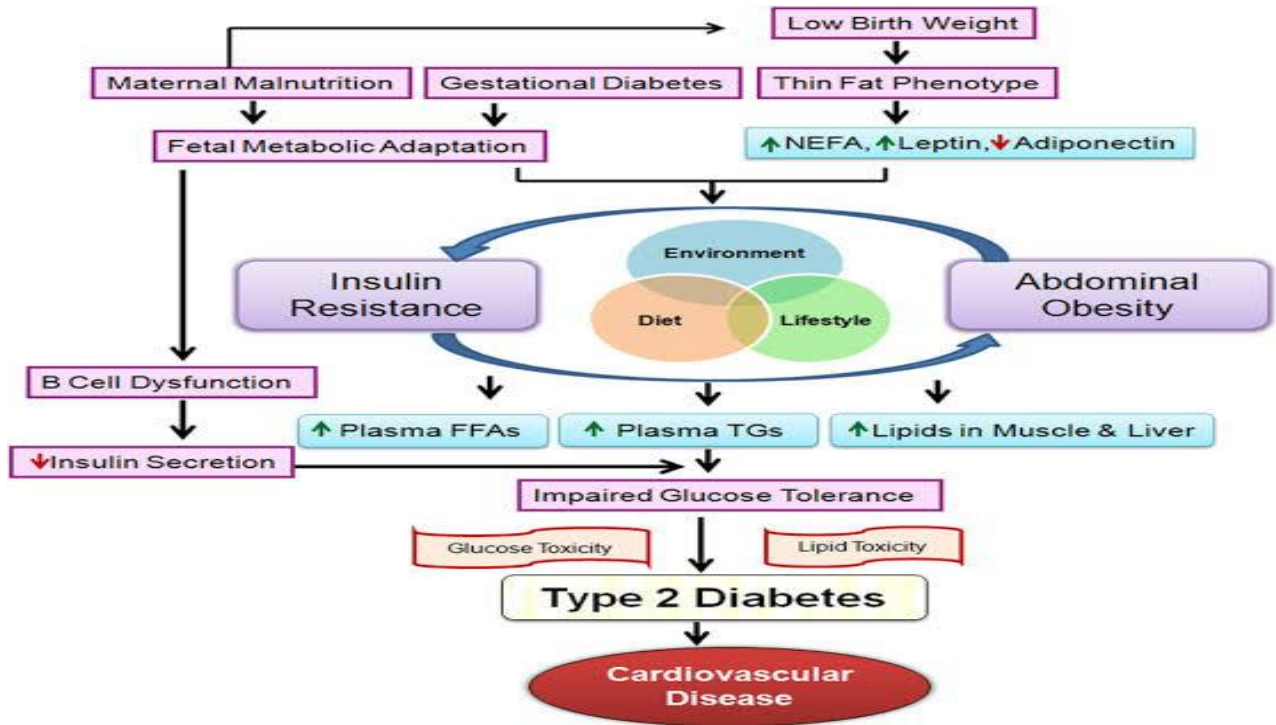 Low Birth Weight
Maternal Malnutrition
Gestational Diabetes
Thin Fat Phenotype
Fetal Metabolic Adaptation
↑NEFA, ↑Leptin, ↓Adiponectin
Environment
Insulin
Resistance
Diet
Lifestyle
Abdominal
Obesity
B Cell Dysfunction
↑ Plasma FFAs
↑ Plasma TGs
↑Lipids in Muscle & Liver
↓Insulin Secretion
Impaired Glucose Tolerance
Glucose Toxicity
Lipid Toxicity
Type 2 Diabetes
Cardiovascular
Disease